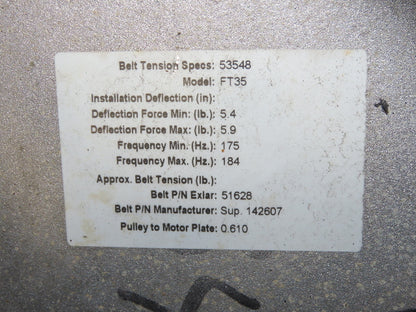 Belt Tension Specs: 53548
Model: FT35
Installation Deflection (in):
Deflection Force Min: (lb.): 5.4
Deflection Force Max: (lb.): 5.9
Frequency Min. (Hz.): 175
Frequency Max. (Hz.): 184
Approx. Belt Tension (lb.):
Belt P/N Exlar: 51628
Belt P/N Manufacturer: Sup. 142607
Pulley to Motor Plate: 0.610